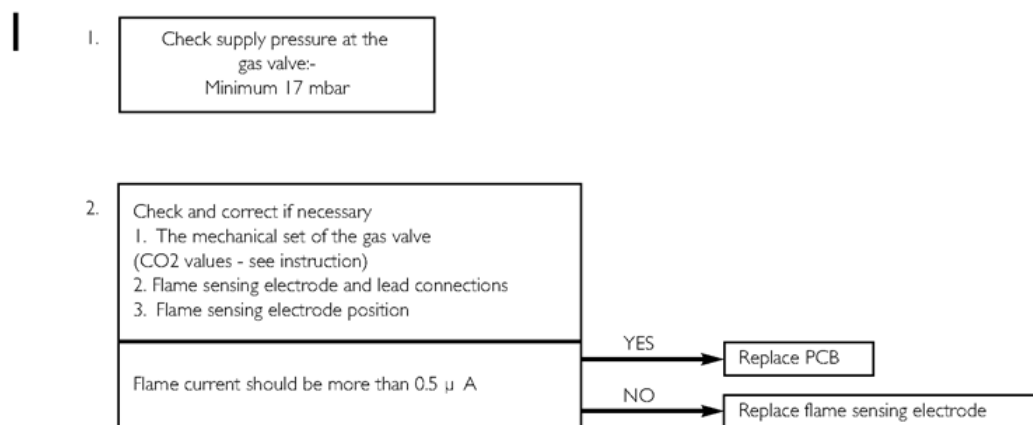 1.
Check supply pressure at the
gas valve:-
Minimum 17 mbar
2.
Check and correct if necessary
1. The mechanical set of the gas valve
(CO2 values - see instruction)
2. Flame sensing electrode and lead connections
3. Flame sensing electrode position
Flame current should be more than 0.5 μ A
YES
Replace PCB
NO
Replace flame sensing electrode